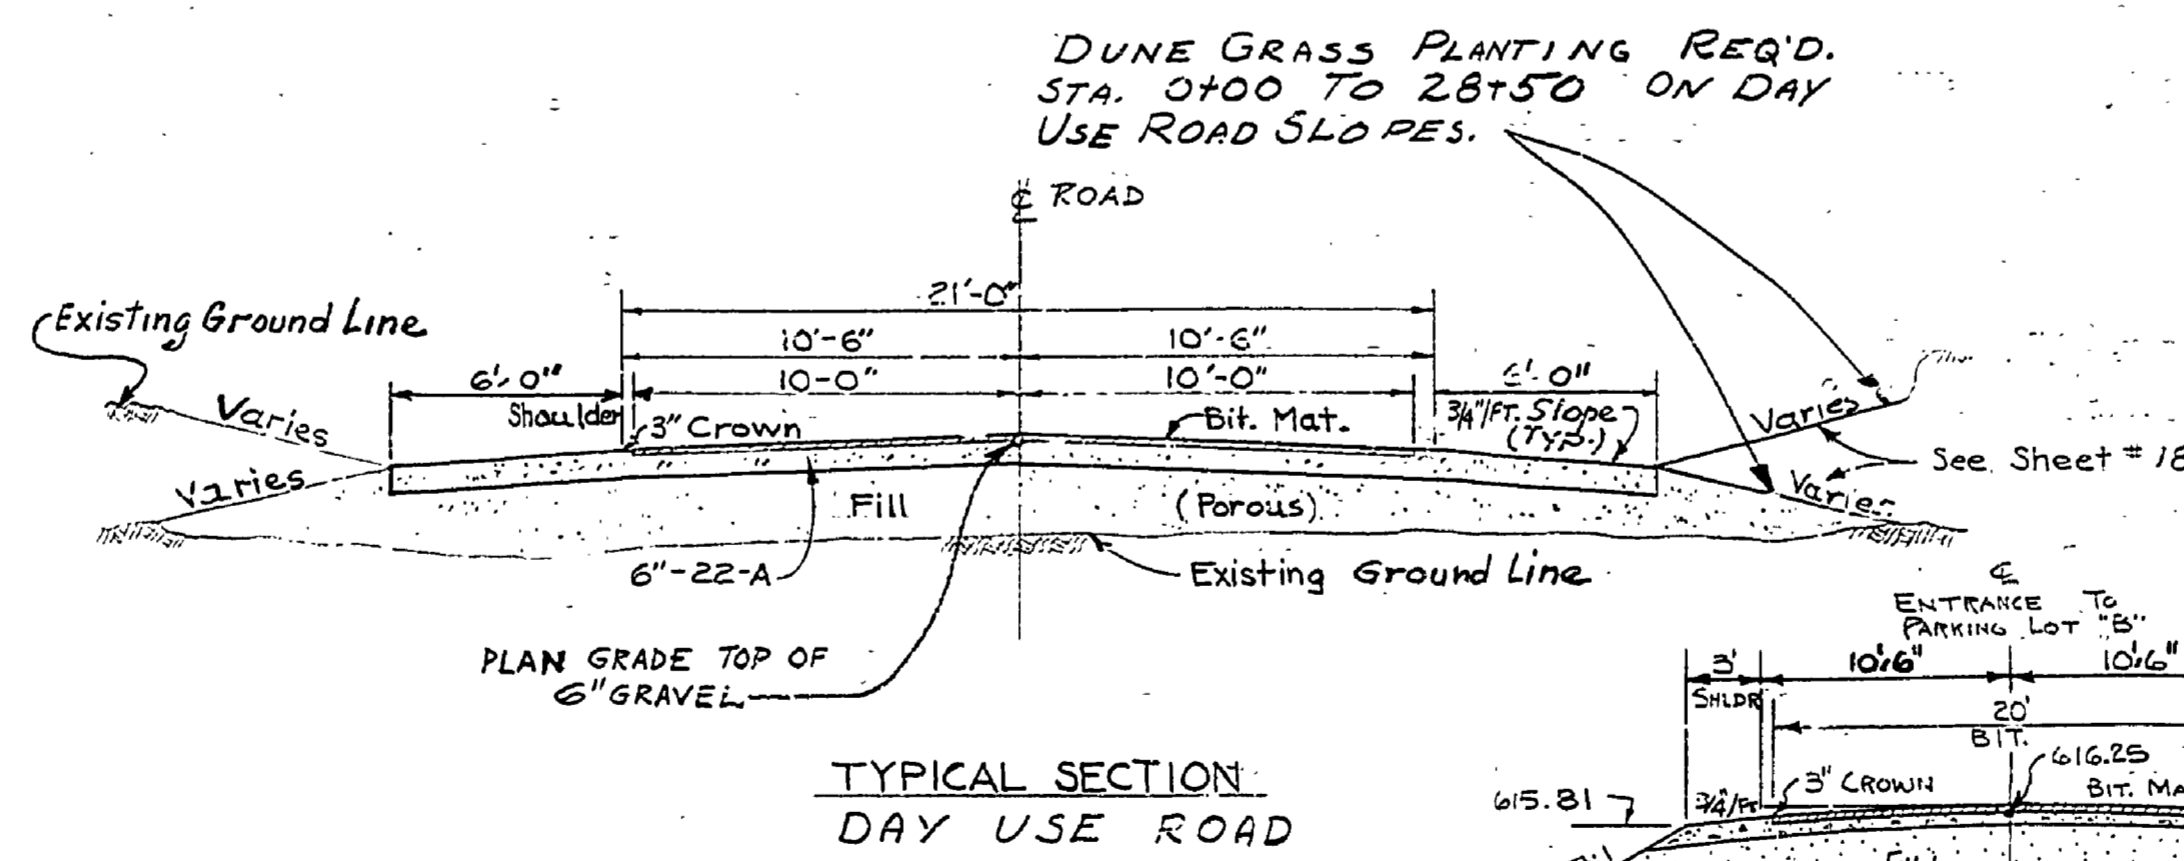 DUNE GRASS PLANTING REQ'D.
STA. 0+00 TO 28+50 ON DAY
USE ROAD SLOPES.
℄ ROAD
21'-0"
Existing Ground Line
10'-6"
10'-6"
6'-0"
10-0"
10'-0"
6'-0"
Shoulder
3" Crown
Bit. Mat.
3/4"/FT. Slope
(TYP.)
Varies
Varies
Varies
Varies
See Sheet # 18
Fill
(Porous)
6"-22-A
Existing Ground Line
PLAN GRADE TOP OF
6" GRAVEL
TYPICAL SECTION
DAY USE ROAD
℄
ENTRANCE TO
PARKING LOT "B"
3'
10'6"
10'6"
SHLDR
20'
BIT.
616.25
3" CROWN
BIT. MA
615.81
3/4"/FT